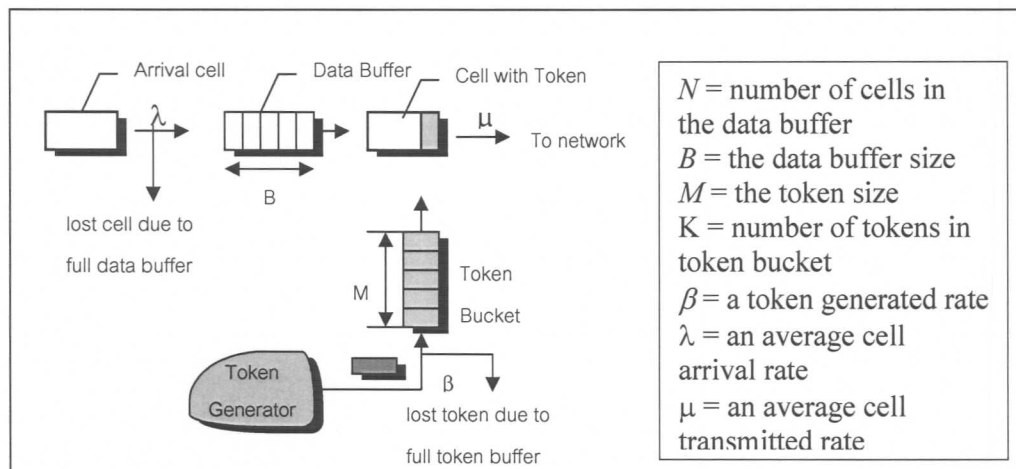 Arrival cell
Data Buffer
Cell with Token
λ
μ
To network
B
lost cell due to
full data buffer
M
Token
Bucket
Token
Generator
β
lost token due to
full token buffer
N = number of cells in
the data buffer
B = the data buffer size
M = the token size
K = number of tokens in
token bucket
β = a token generated rate
λ = an average cell
arrival rate
μ = an average cell
transmitted rate